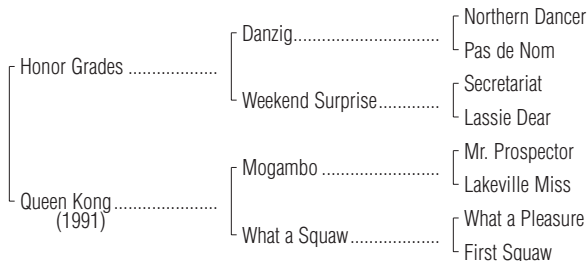 Northern Dancer
Danzig..................................
Pas de Nom
Honor Grades ....................
Secretariat
Weekend Surprise..............
Lassie Dear
Mr. Prospector
Mogambo ...........................
Lakeville Miss
Queen Kong.......................
(1991)
What a Pleasure
What a Squaw....................
First Squaw